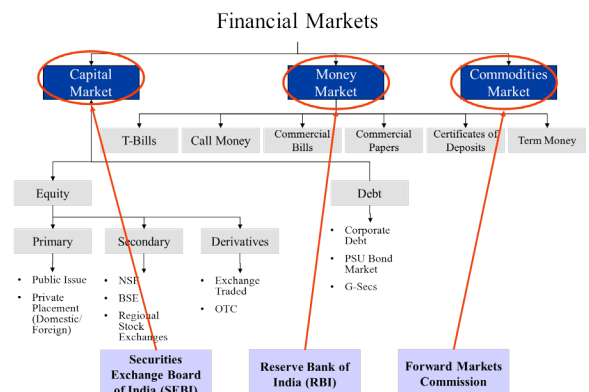 Financial Markets
Capital
Market
Money
Market
Commodities
Market
T-Bills
Call Money
Commercial
Bills
Commercial
Papers
Certificates of
Deposits
Term Money
Equity
Debt
Primary
Secondary
Derivatives
• Corporate
Debt
• PSU Bond
Market
• G-Secs
• Public Issue
• Private
Placement
(Domestic/
Foreign)
• NSE
• BSE
• Regional
Stock
Exchanges
• Exchange
Traded
• OTC
Securities
Exchange Board
of India (SEBI)
Reserve Bank of
India (RBI)
Forward Markets
Commission